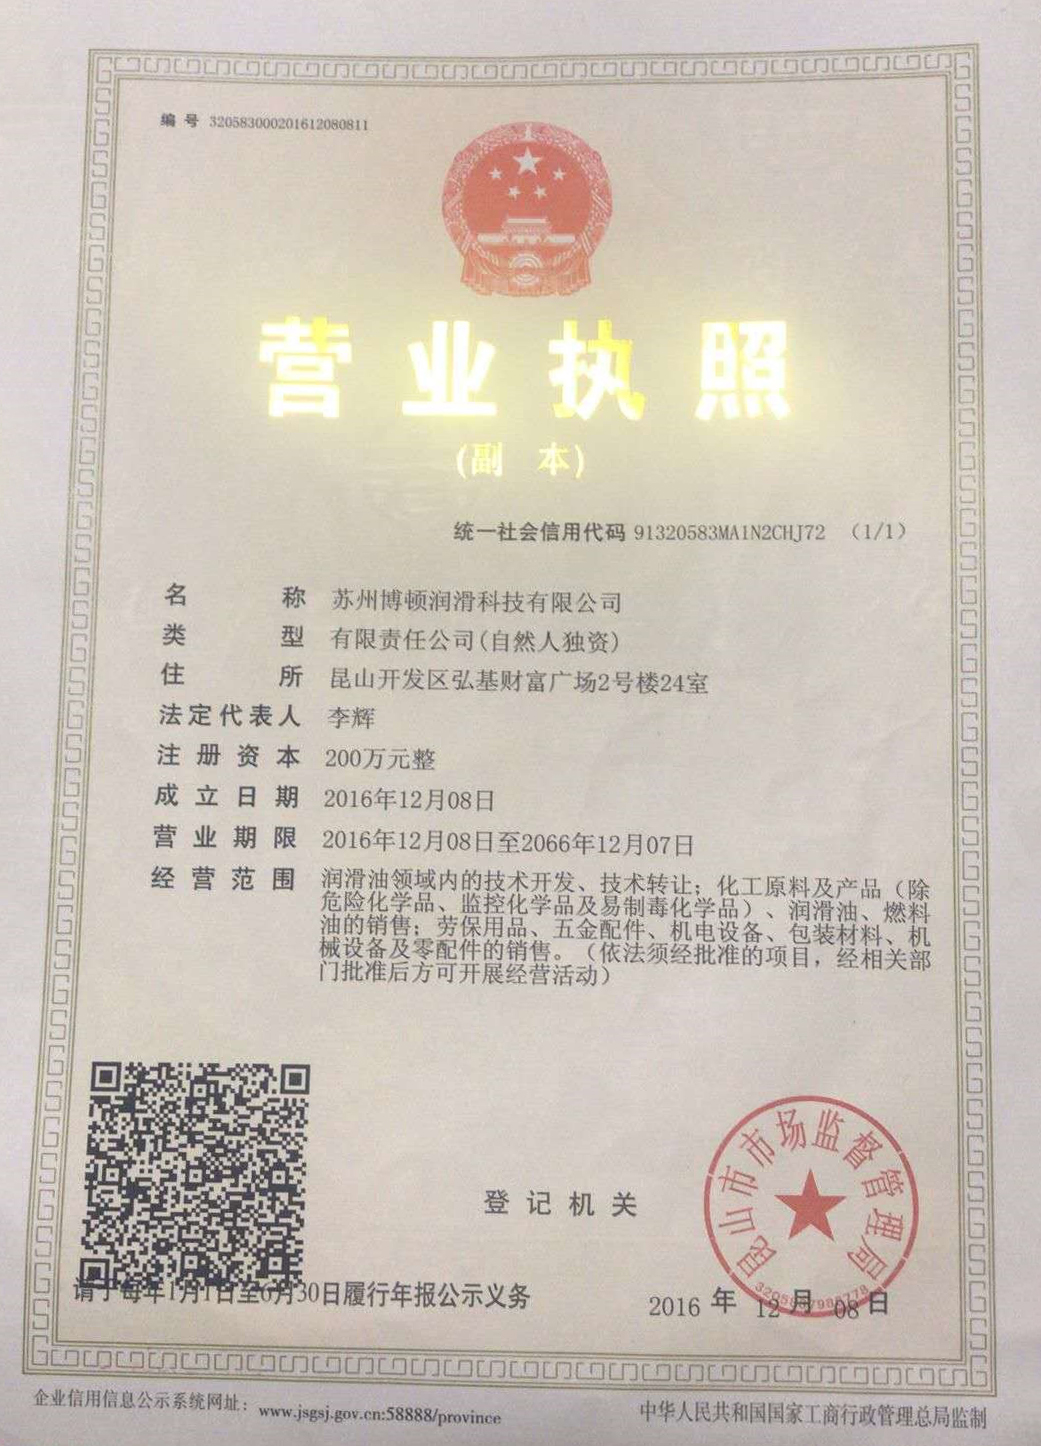 编 号 320583000201612080811
营业执照
(副 本)
统一社会信用代码 91320583MA1N2CHJ72 (1/1)
名 称 苏州博顿润滑科技有限公司
类 型 有限责任公司(自然人独资)
住 所 昆山开发区弘基财富广场2号楼24室
法定代表人 李辉
注册资本 200万元整
成立日期 2016年12月08日
营业期限 2016年12月08日至2066年12月07日
经营范围 润滑油领域内的技术开发、技术转让；化工原料及产品（除
危险化学品、监控化学品及易制毒化学品）、润滑油、燃料
油的销售；劳保用品、五金配件、机电设备、包装材料、机
械设备及零配件的销售。（依法须经批准的项目，经相关部
门批准后方可开展经营活动）
昆山市市场监督管理局
登记机关
请于每年1月1日至6月30日履行年报公示义务
2016 年 12 月 08 日
企业信用信息公示系统网址：www.jsgsj.gov.cn:58888/province
中华人民共和国国家工商行政管理总局监制